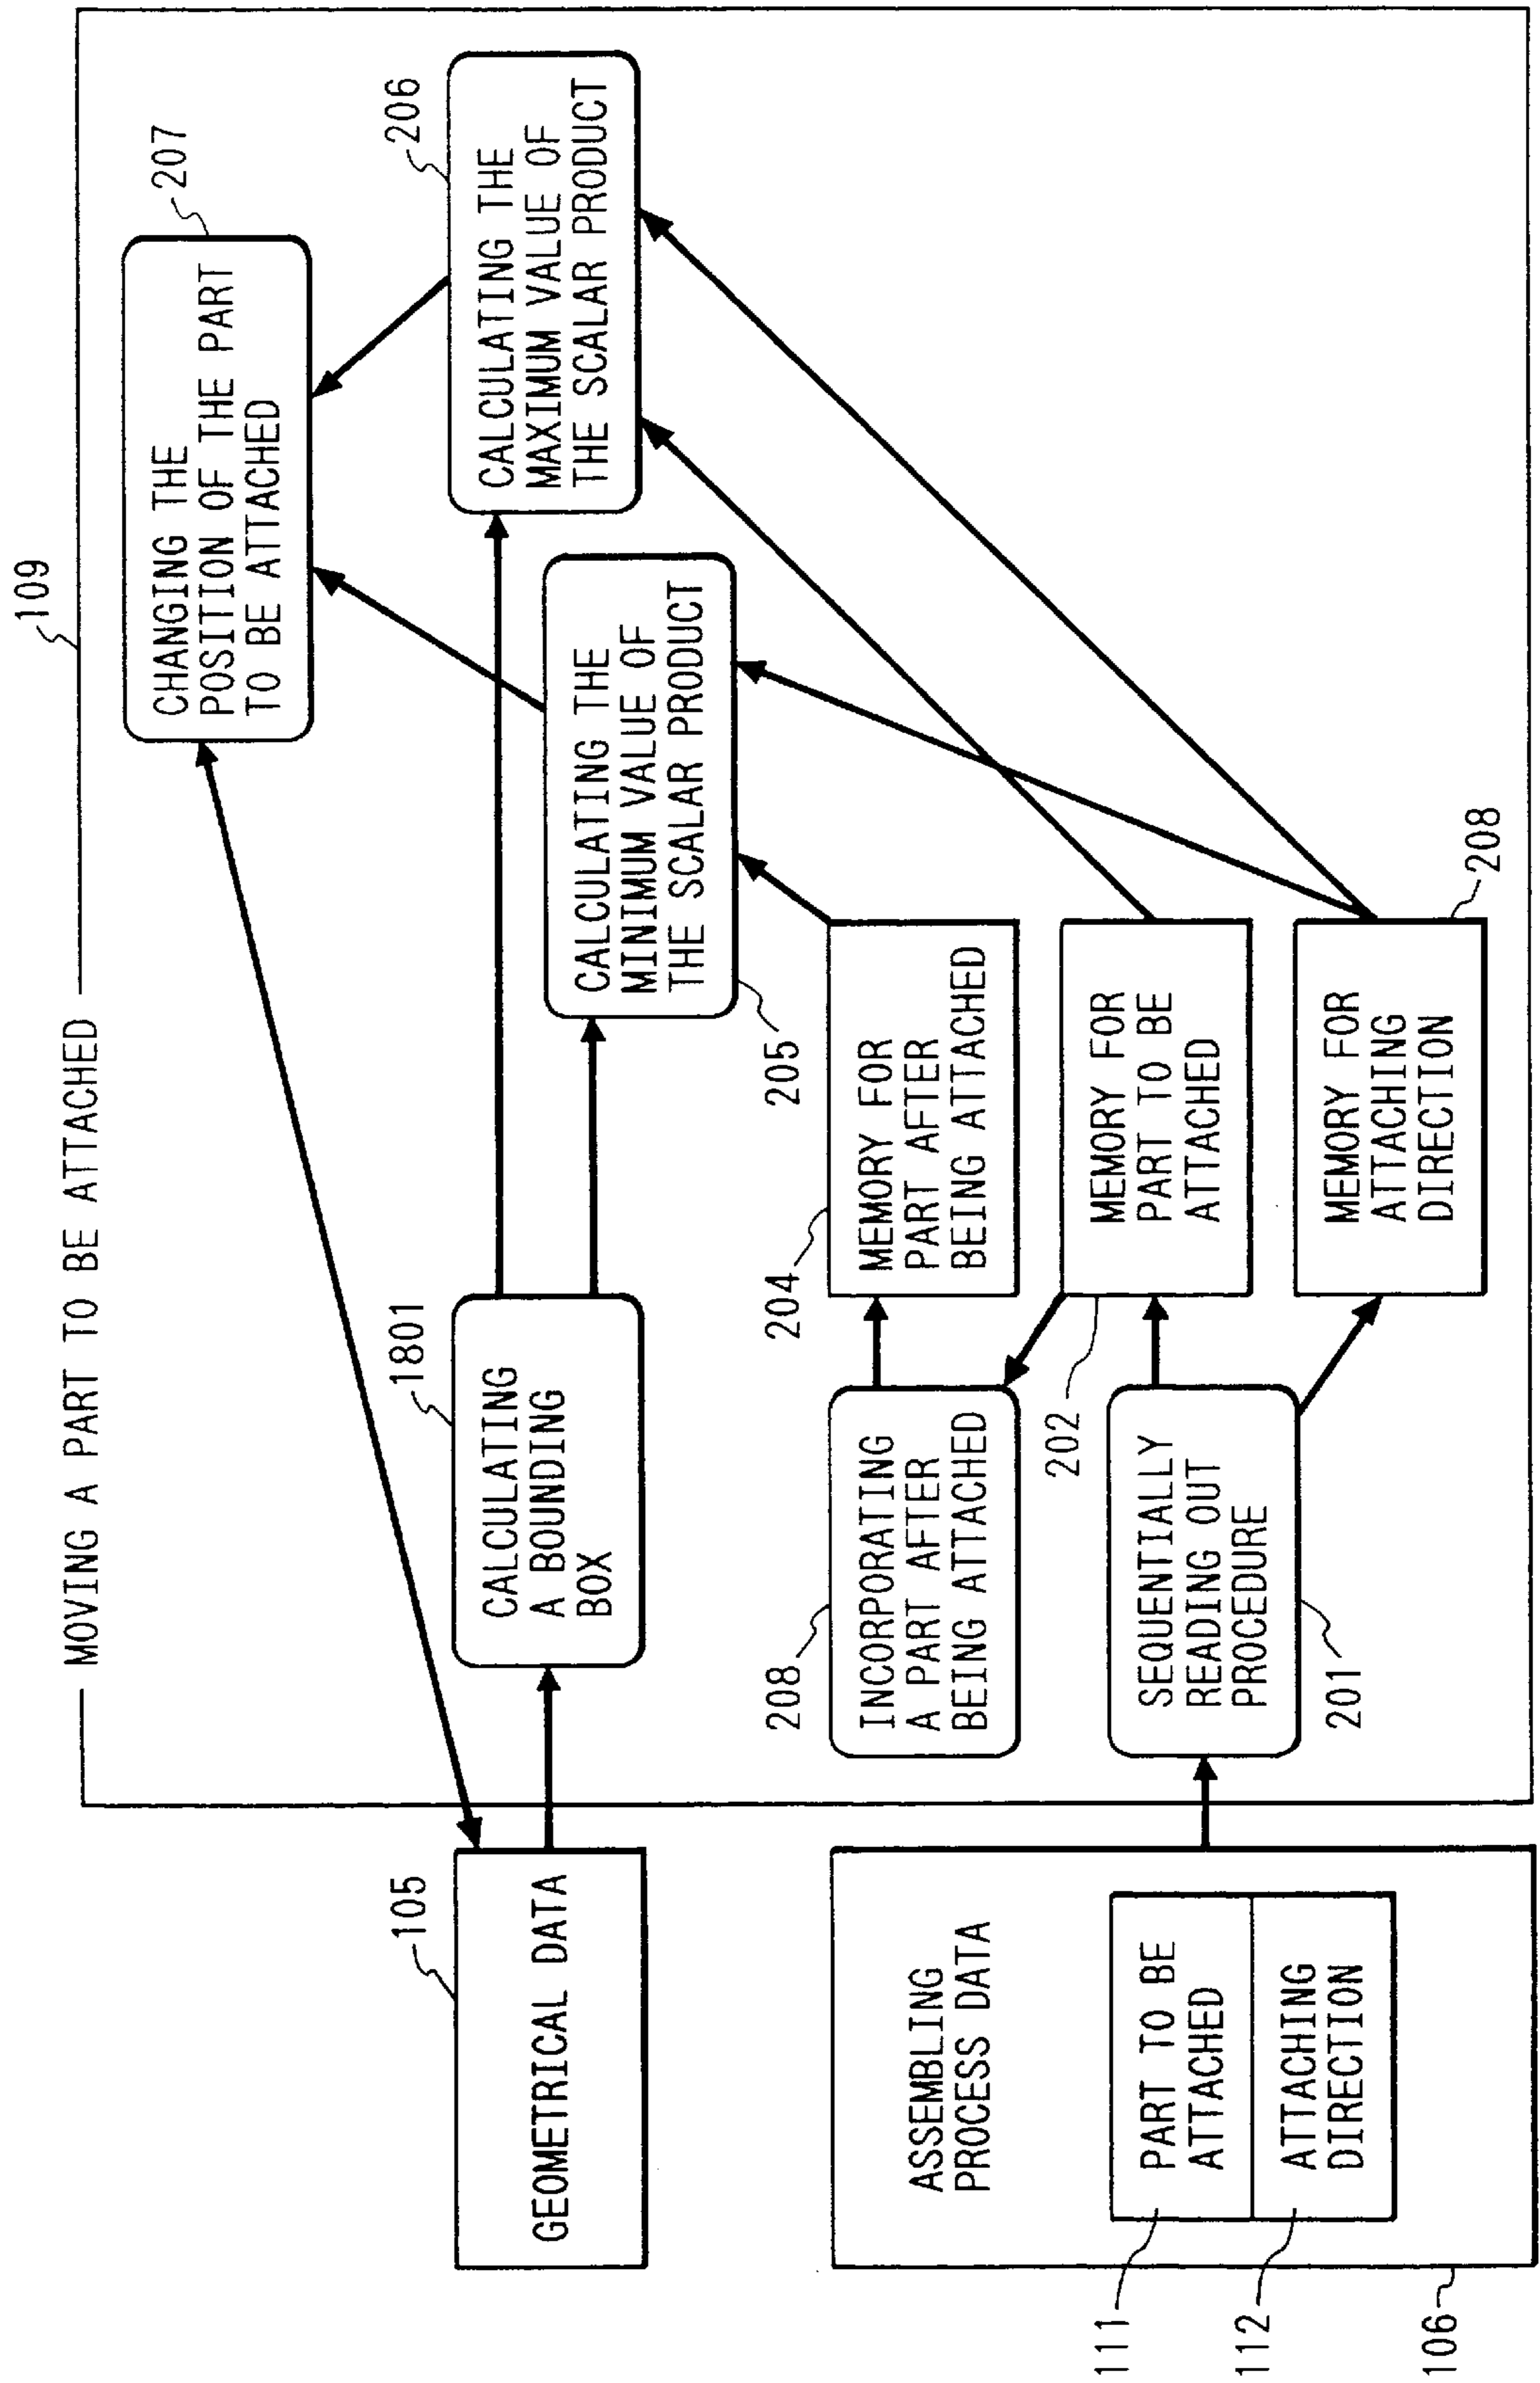 109
MOVING A PART TO BE ATTACHED
207
CHANGING THE
POSITION OF THE PART
TO BE ATTACHED
206
CALCULATING THE
MAXIMUM VALUE OF
THE SCALAR PRODUCT
105
GEOMETRICAL DATA
1801
CALCULATING
A BOUNDING
BOX
CALCULATING THE
MINIMUM VALUE OF
THE SCALAR PRODUCT
205
208
INCORPORATING
A PART AFTER
BEING ATTACHED
204
MEMORY FOR
PART AFTER
BEING ATTACHED
ASSEMBLING
PROCESS DATA
111
PART TO BE
ATTACHED
112
ATTACHING
DIRECTION
106
SEQUENTIALLY
READING OUT
PROCEDURE
201
202
MEMORY FOR
PART TO BE
ATTACHED
MEMORY FOR
ATTACHING
DIRECTION
208